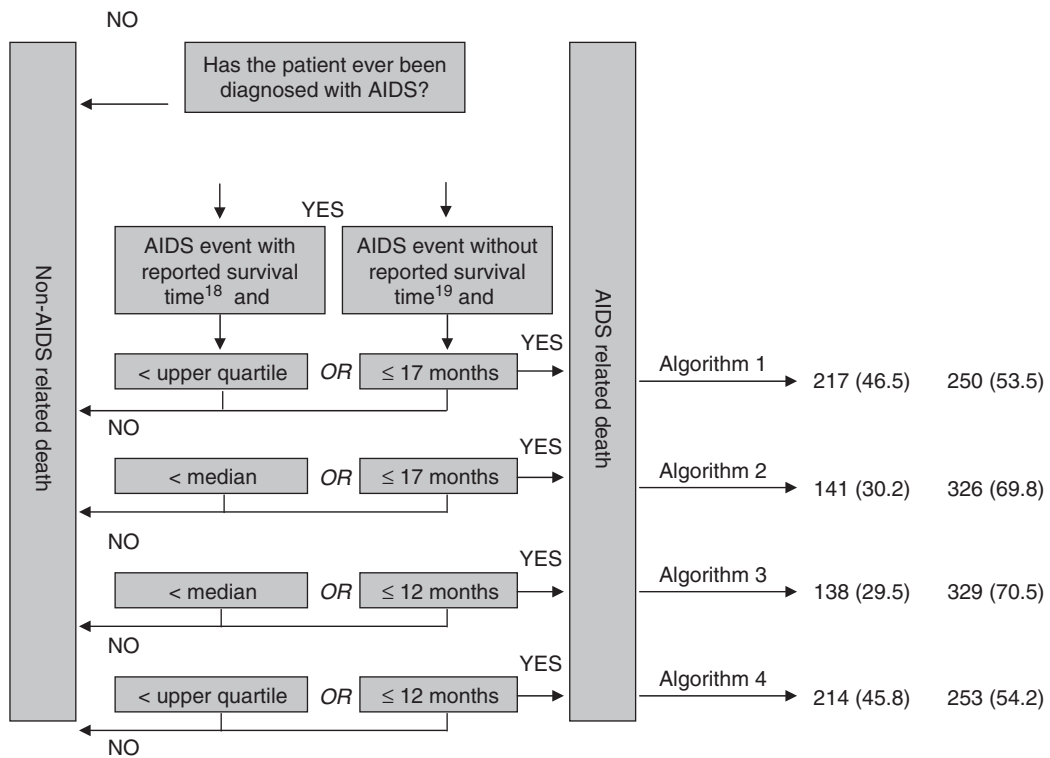 NO
Has the patient ever been
diagnosed with AIDS?
YES
AIDS event with
reported survival
time18 and
AIDS event without
reported survival
time19 and
Non-AIDS related death
AIDS related death
< upper quartile OR ≤ 17 months YES
Algorithm 1 217 (46.5) 250 (53.5)
NO
< median OR ≤ 17 months YES
Algorithm 2 141 (30.2) 326 (69.8)
NO
< median OR ≤ 12 months YES
Algorithm 3 138 (29.5) 329 (70.5)
NO
< upper quartile OR ≤ 12 months YES
Algorithm 4 214 (45.8) 253 (54.2)
NO